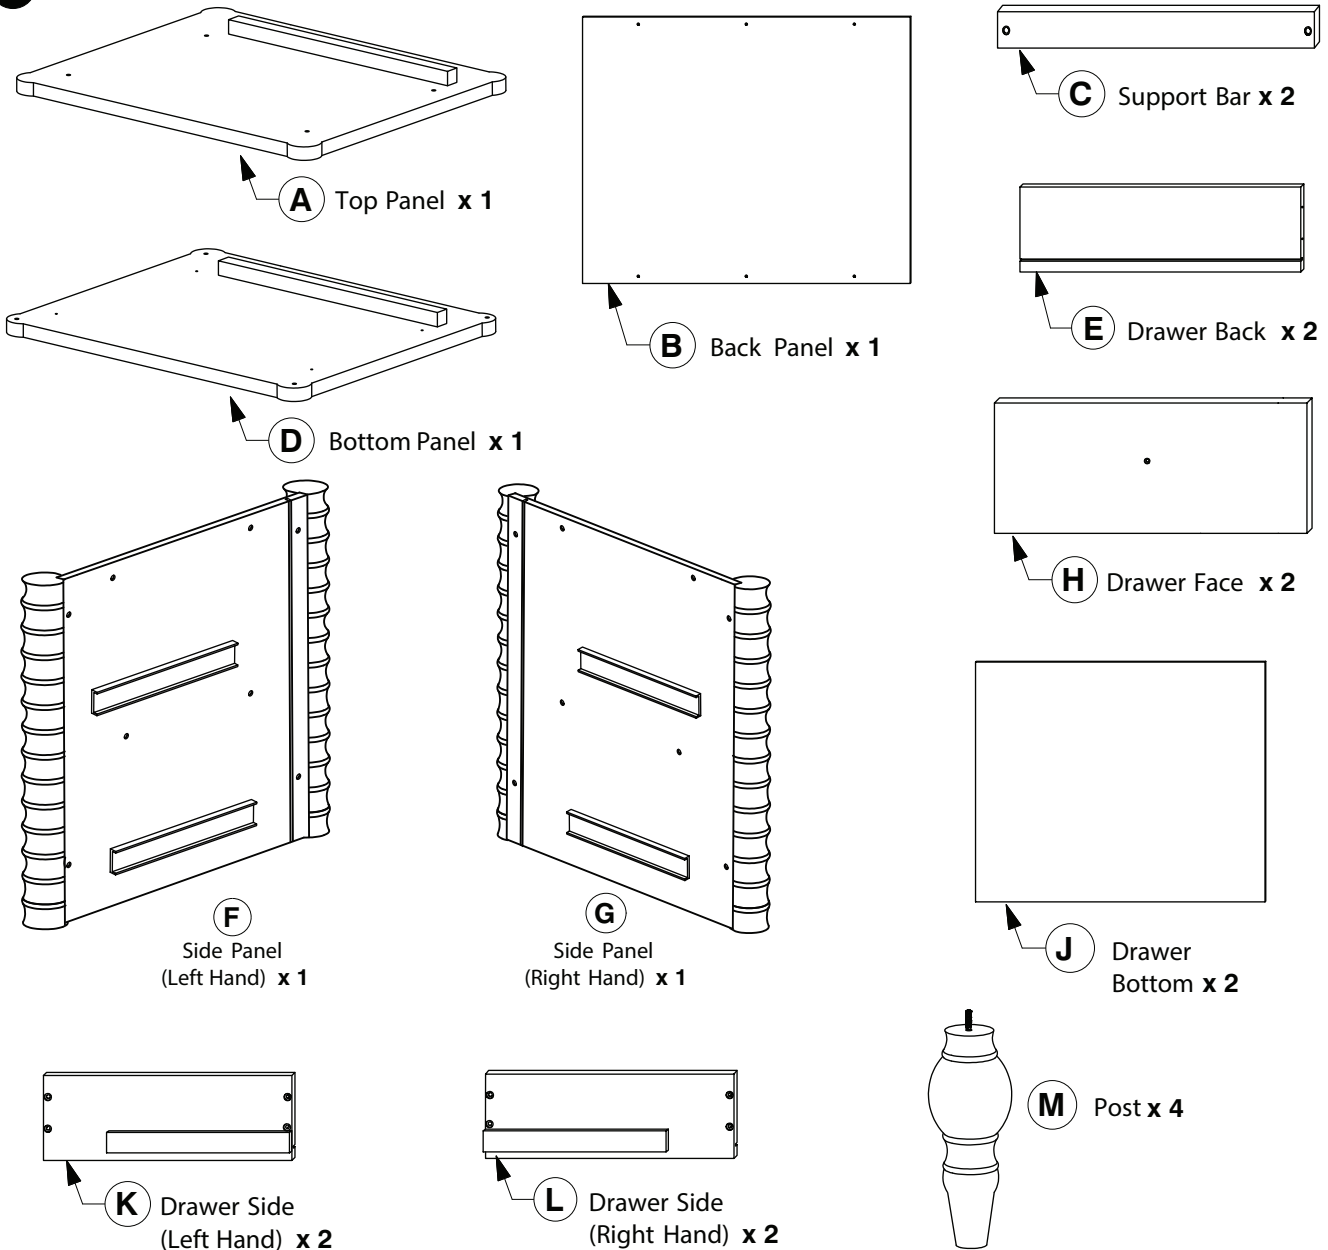 A Top Panel x 1
B Back Panel x 1
C Support Bar x 2
D Bottom Panel x 1
E Drawer Back x 2
H Drawer Face x 2
F
Side Panel
(Left Hand) x 1
G
Side Panel
(Right Hand) x 1
J Drawer
Bottom x 2
K Drawer Side
(Left Hand) x 2
L Drawer Side
(Right Hand) x 2
M Post x 4